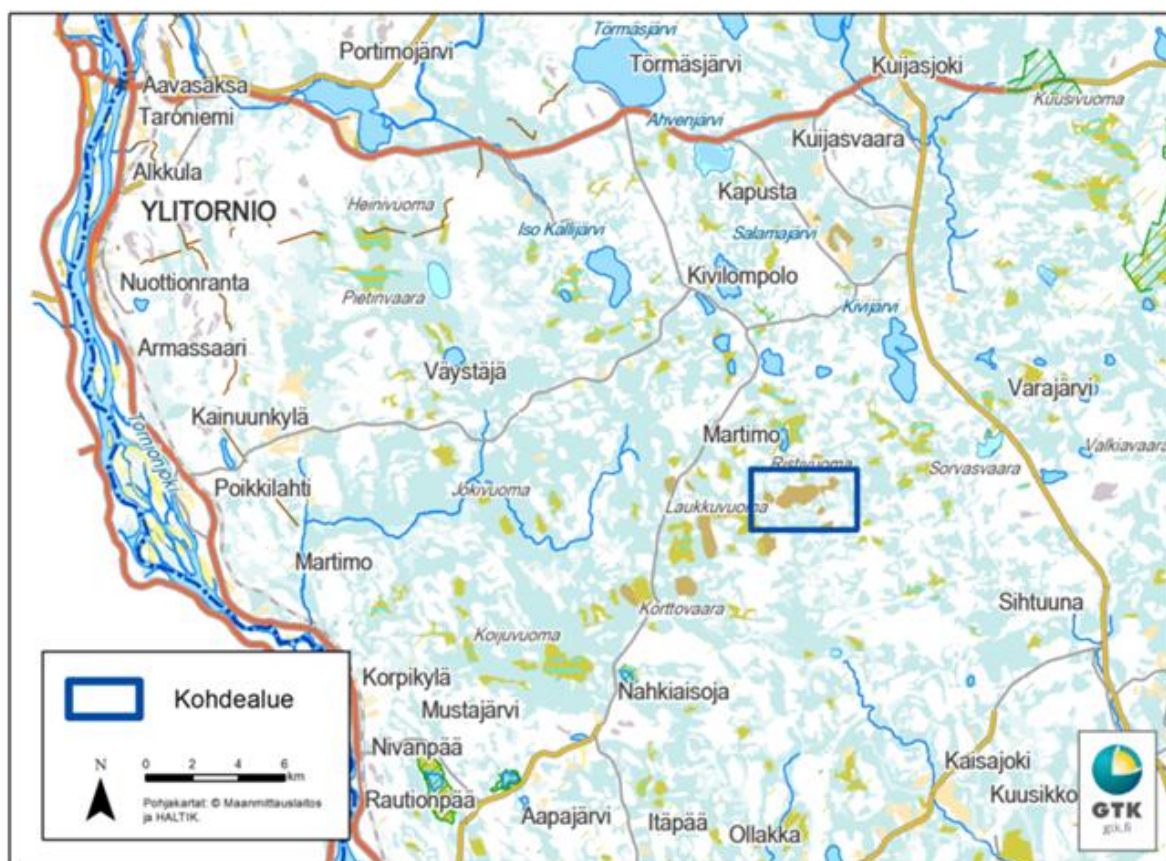 Törmäsjärvi
Portimojärvi
Törmäsjärvi
Kuijasjoki
Aavasaksa
Kuusivuoma
Taroniemi
Ahvenjärvi
Kuijasvaara
Alkkula
Kapusta
YLITORNIO
Heinivuoma
Iso Kallijärvi
Salamajärvi
Nuottionranta
Kivilompolo
Pietinvaara
Kivijärvi
Armassaari
Väystäjä
Varajärvi
Kainuunkylä
Martimo
Tornionjoki
Valkiavaara
Ristivuoma
Sorvasvaara
Poikkilahti
Jokivuoma
Laukkuvuoma
Martimo
Sihtuuna
Korttovaara
Koijuvuoma
Korpikylä
Nahkiaisoja
Mustajärvi
Nivanpää
Kaisajoki
Rautionpää
Kuusikko
Aapajärvi
Itäpää
Ollakka
Kohdealue
N
0 2 4 6
km
Pohjakartat: © Maanmittauslaitos
ja HALTIK.
GTK
gtk.fi